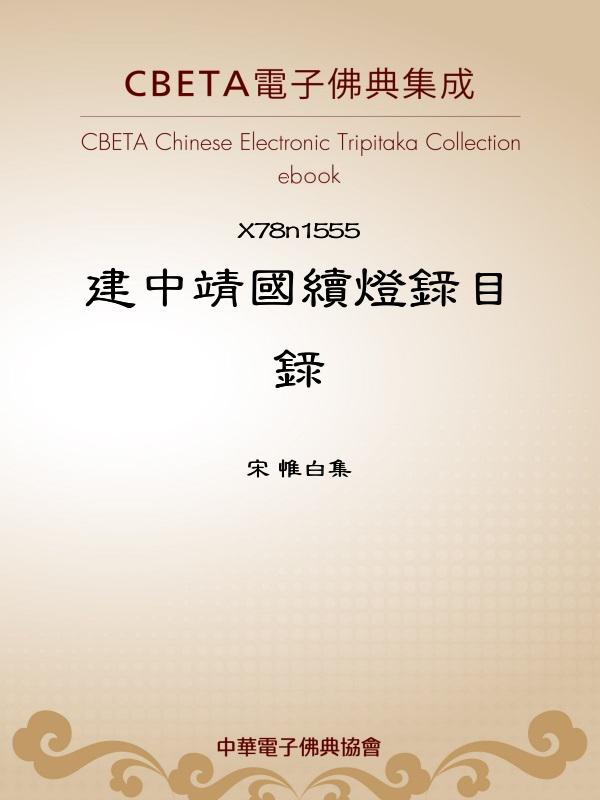 CBETA電子佛典集成
CBETA Chinese Electronic Tripitaka Collection
ebook
X78n1555
建中靖國續燈錄目
錄
宋 惟白集
中華電子佛典協會